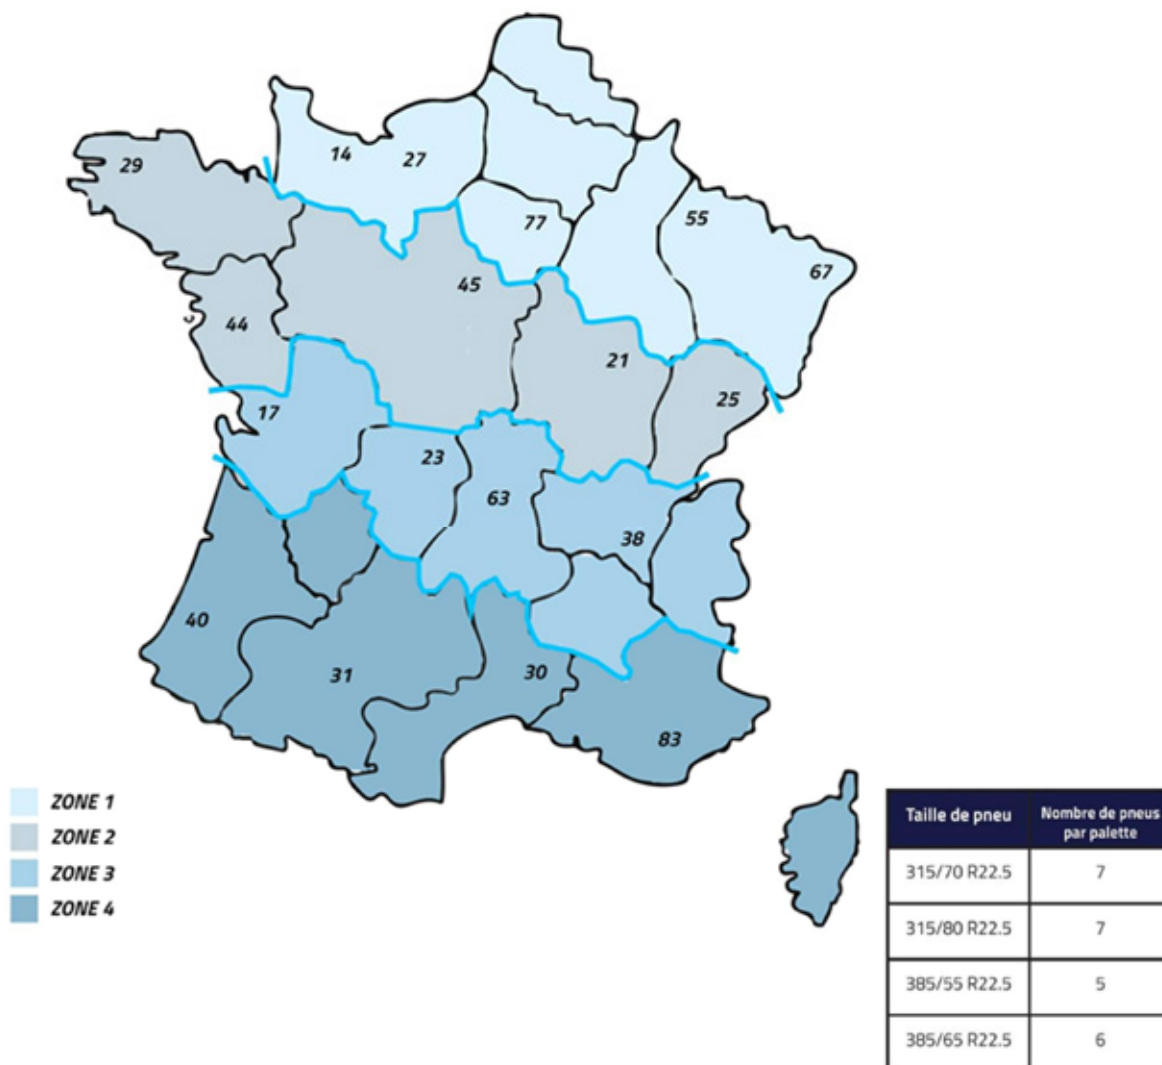 29
14
27
77
55
67
45
44
21
25
17
23
63
38
40
31
30
83
ZONE 1
ZONE 2
ZONE 3
ZONE 4
Taille de pneu
Nombre de pneus
par palette
315/70 R22.5
7
315/80 R22.5
7
385/55 R22.5
5
385/65 R22.5
6